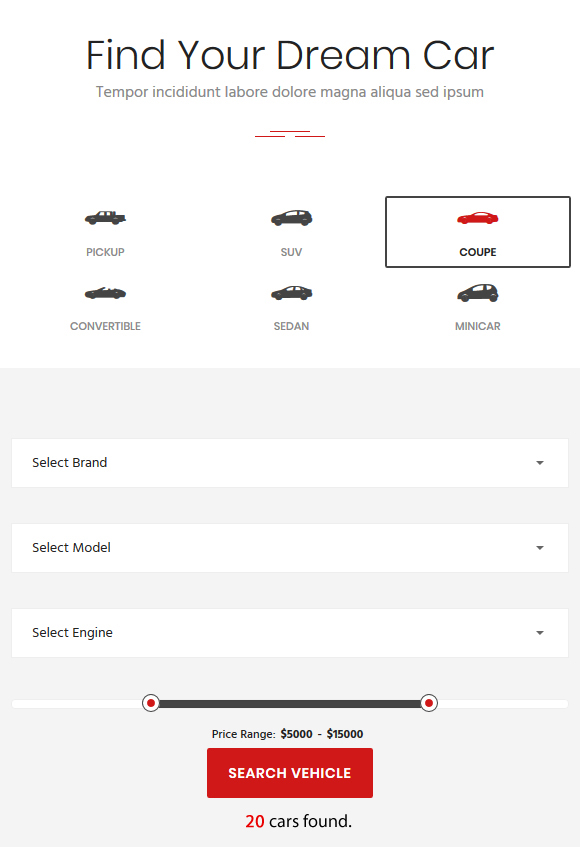 Find Your Dream Car
Tempor incididunt labore dolore magna aliqua sed ipsum
PICKUP
SUV
COUPE
CONVERTIBLE
SEDAN
MINICAR
Select Brand
Select Model
Select Engine
Price Range: $5000 - $15000
SEARCH VEHICLE
20 cars found.